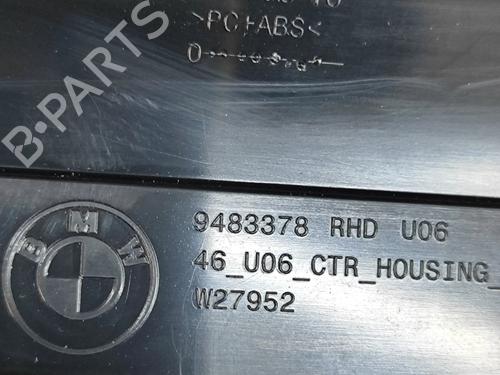 >PC+ABS<
B-PARTS
BMW
9483378 RHD U06
46_U06_CTR_HOUSING_
W27952